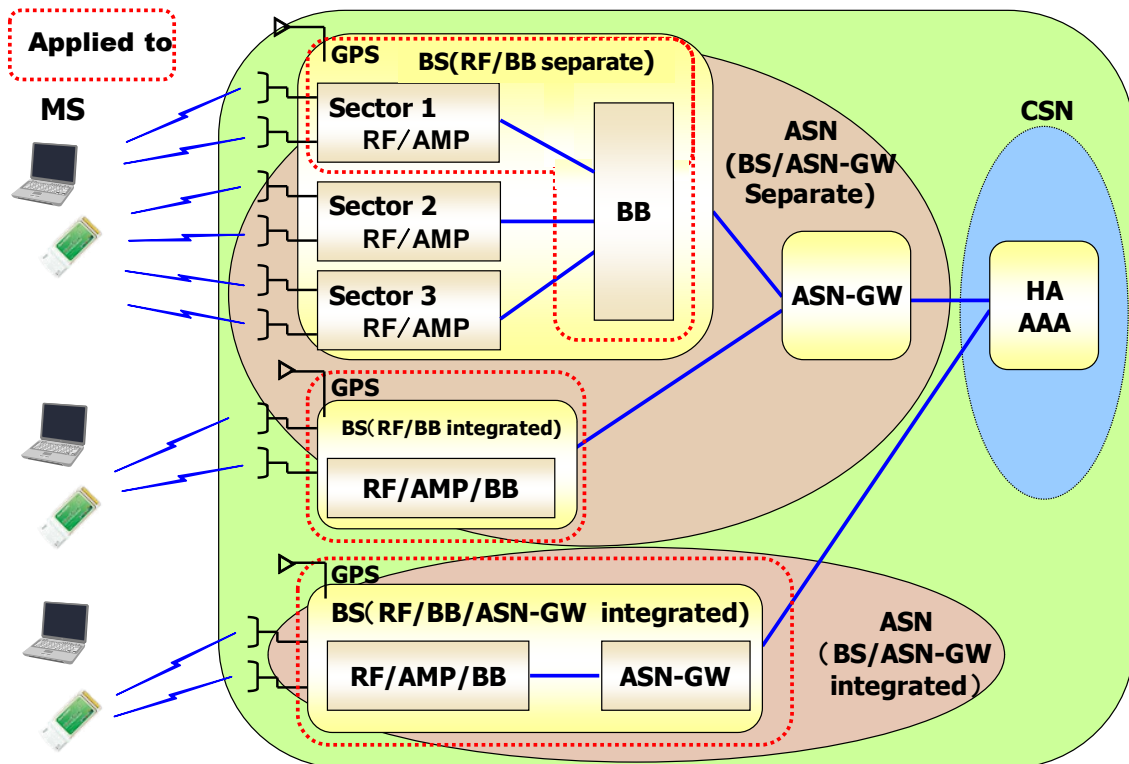 Applied to
MS
GPS
BS(RF/BB separate)
Sector 1
RF/AMP
Sector 2
RF/AMP
Sector 3
RF/AMP
BB
ASN
(BS/ASN-GW
Separate)
ASN-GW
CSN
HA
AAA
GPS
BS(RF/BB integrated)
RF/AMP/BB
GPS
BS(RF/BB/ASN-GW integrated)
RF/AMP/BB
ASN-GW
ASN
(BS/ASN-GW
integrated)